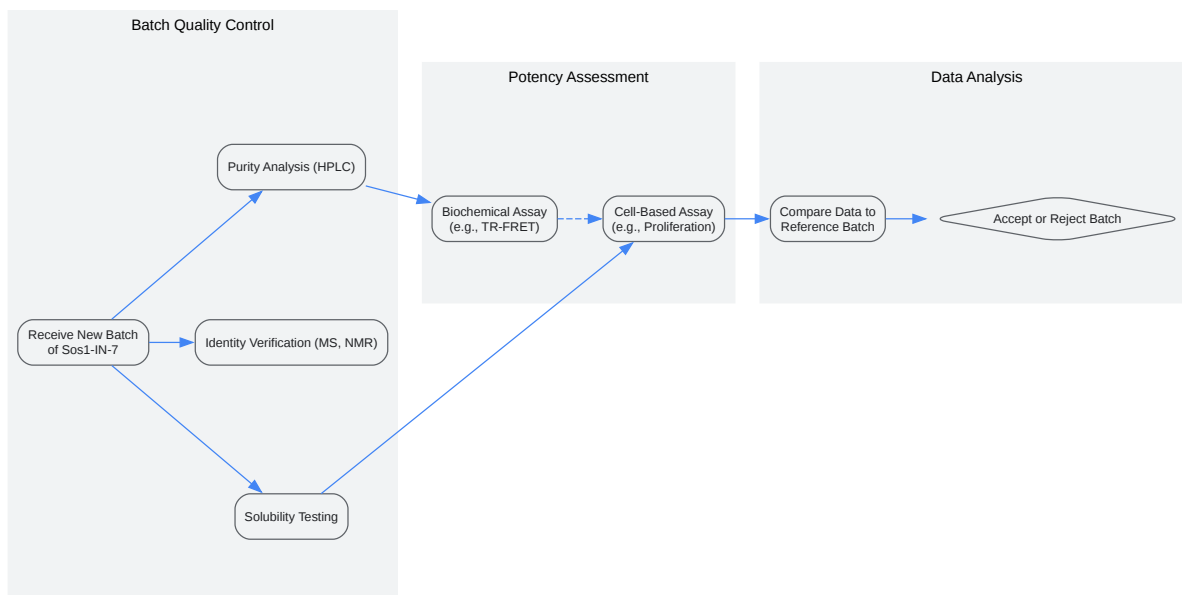 Batch Quality Control
Potency Assessment
Data Analysis
Purity Analysis (HPLC)
Biochemical Assay
(e.g., TR-FRET)
Cell-Based Assay
(e.g., Proliferation)
Compare Data to
Reference Batch
Accept or Reject Batch
Receive New Batch
of Sos1-IN-7
Identity Verification (MS, NMR)
Solubility Testing